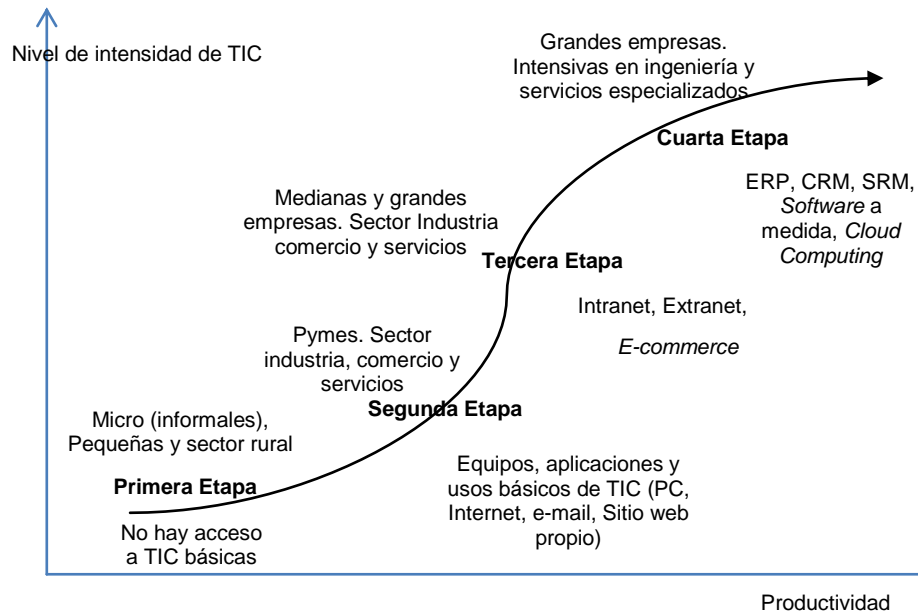 Nivel de intensidad de TIC
Grandes empresas.
Intensivas en ingeniería y
servicios especializados
Cuarta Etapa
ERP, CRM, SRM,
Software a
medida, Cloud
Computing
Medianas y grandes
empresas. Sector Industria
comercio y servicios
Tercera Etapa
Intranet, Extranet,
E-commerce
Pymes. Sector
industria, comercio y
servicios
Segunda Etapa
Equipos, aplicaciones y
usos básicos de TIC (PC,
Internet, e-mail, Sitio web
propio)
Micro (informales),
Pequeñas y sector rural
Primera Etapa
No hay acceso
a TIC básicas
Productividad